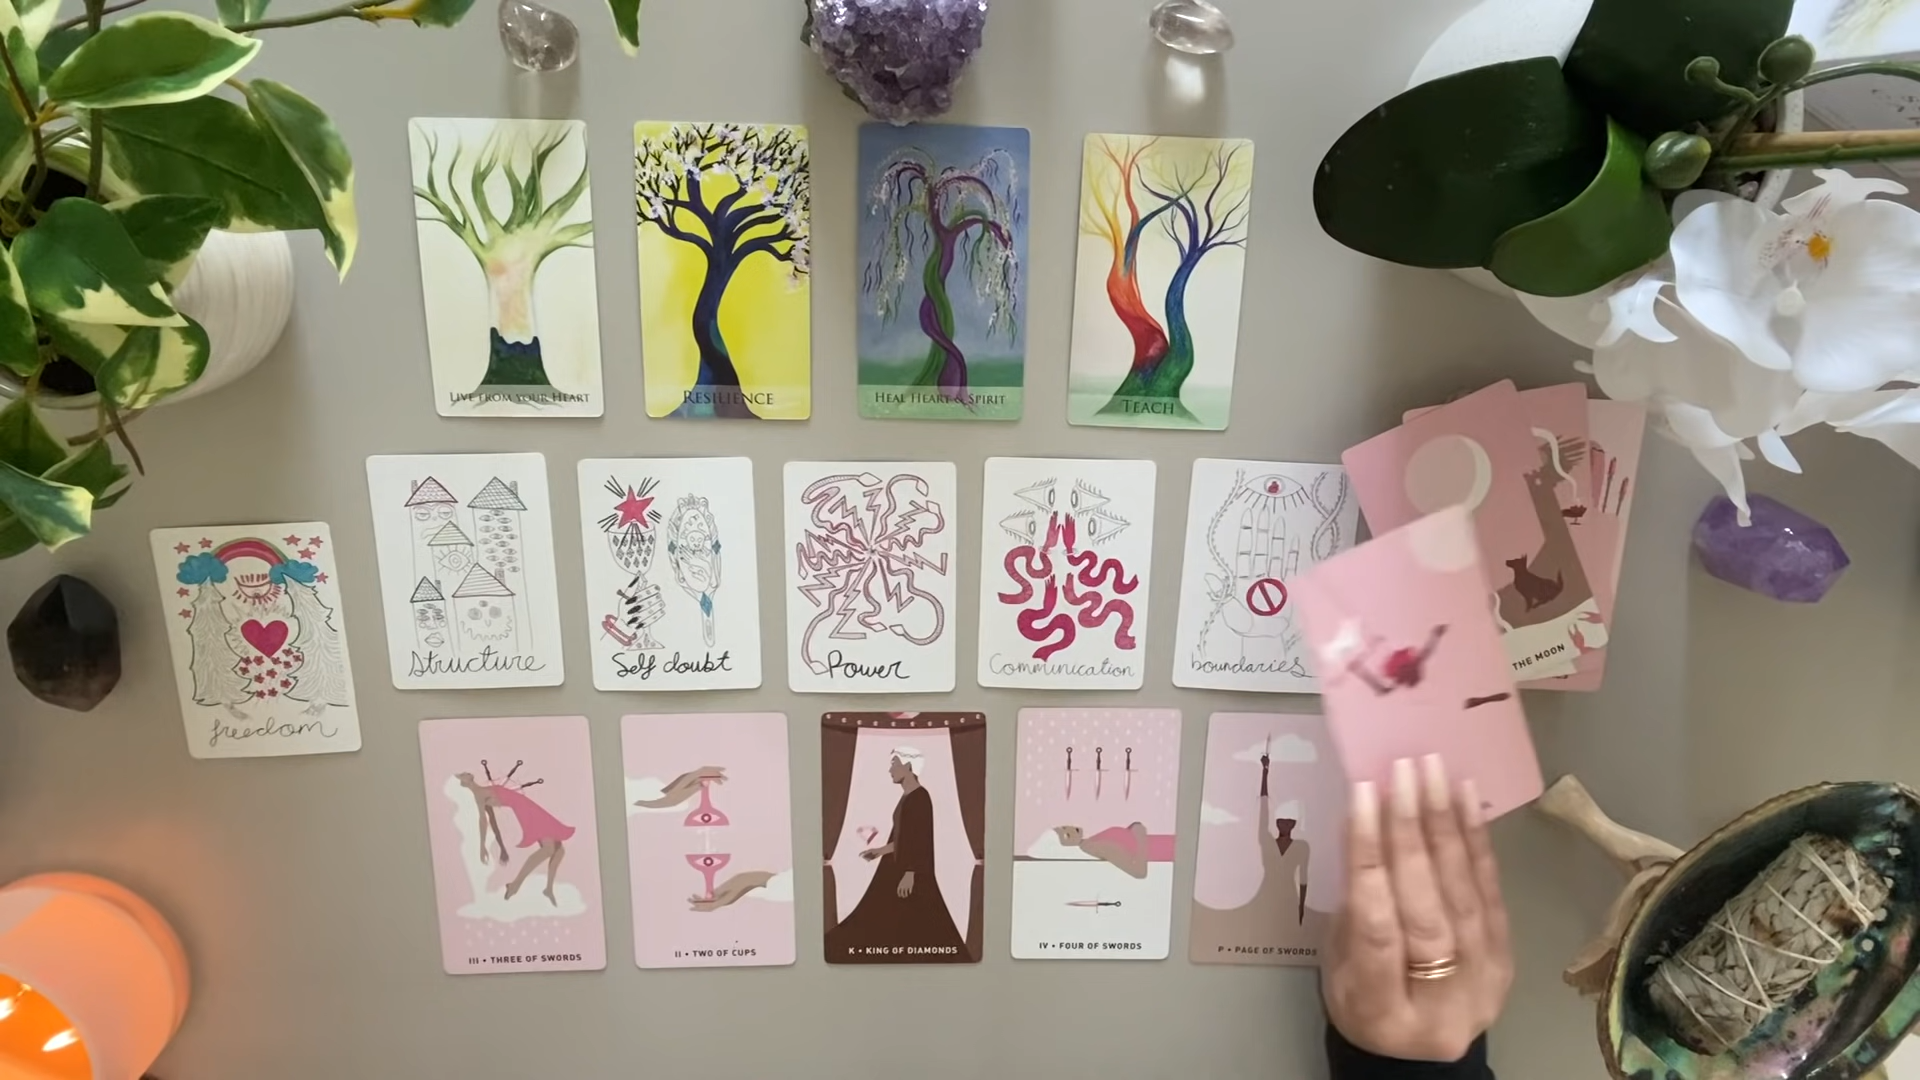 LIVE FROM YOUR HEART
RESILIENCE
HEAL HEART & SPIRIT
TEACH
freedom
Structure
Self doubt
Power
Communication
boundaries
THE MOON
III • THREE OF SWORDS
II • TWO OF CUPS
K • KING OF DIAMONDS
IV • FOUR OF SWORDS
P • PAGE OF SWORDS